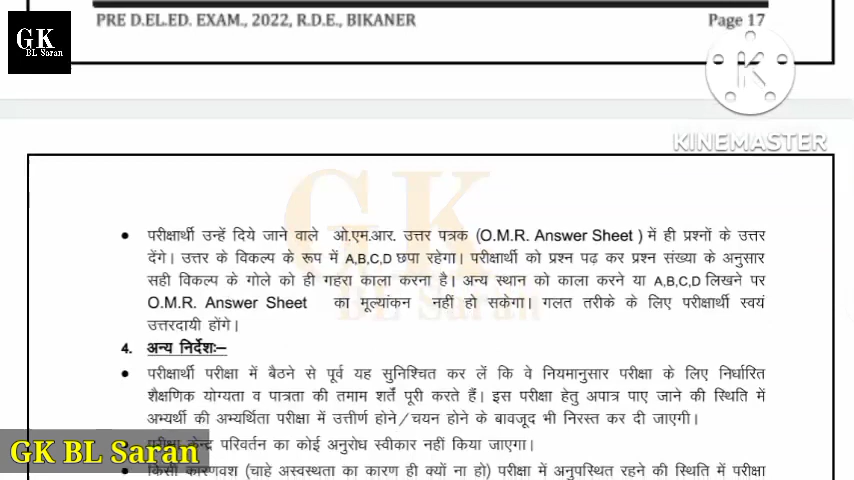 PRE D.EL.ED. EXAM., 2022, R.D.E., BIKANER Page 17
GK
BL Saran
K
KINEMASTER
GK
BL Saran
• परीक्षार्थी उन्हें दिये जाने वाले ओ.एम.आर. उत्तर पत्रक (O.M.R. Answer Sheet ) में ही प्रश्नों के उत्तर
देंगे। उत्तर के विकल्प के रूप में A,B,C,D छपा रहेगा। परीक्षार्थी को प्रश्न पढ़ कर प्रश्न संख्या के अनुसार
सही विकल्प के गोले को ही गहरा काला करना है। अन्य स्थान को काला करने या A,B,C,D लिखने पर
O.M.R. Answer Sheet का मूल्यांकन नहीं हो सकेगा। गलत तरीके के लिए परीक्षार्थी स्वयं
उत्तरदायी होंगे।
4. अन्य निर्देशः–
• परीक्षार्थी परीक्षा में बैठने से पूर्व यह सुनिश्चित कर लें कि वे नियमानुसार परीक्षा के लिए निर्धारित
शैक्षणिक योग्यता व पात्रता की तमाम शर्तें पूरी करते हैं। इस परीक्षा हेतु अपात्र पाए जाने की स्थिति में
अभ्यर्थी की अभ्यर्थिता परीक्षा में उत्तीर्ण होने/चयन होने के बावजूद भी निरस्त कर दी जाएगी।
परीक्षा केन्द्र परिवर्तन का कोई अनुरोध स्वीकार नहीं किया जाएगा।
GK BL Saran
• किसी कारणवश (चाहे अस्वस्थता का कारण ही क्यों ना हो) परीक्षा में अनुपस्थित रहने की स्थिति में परीक्षा